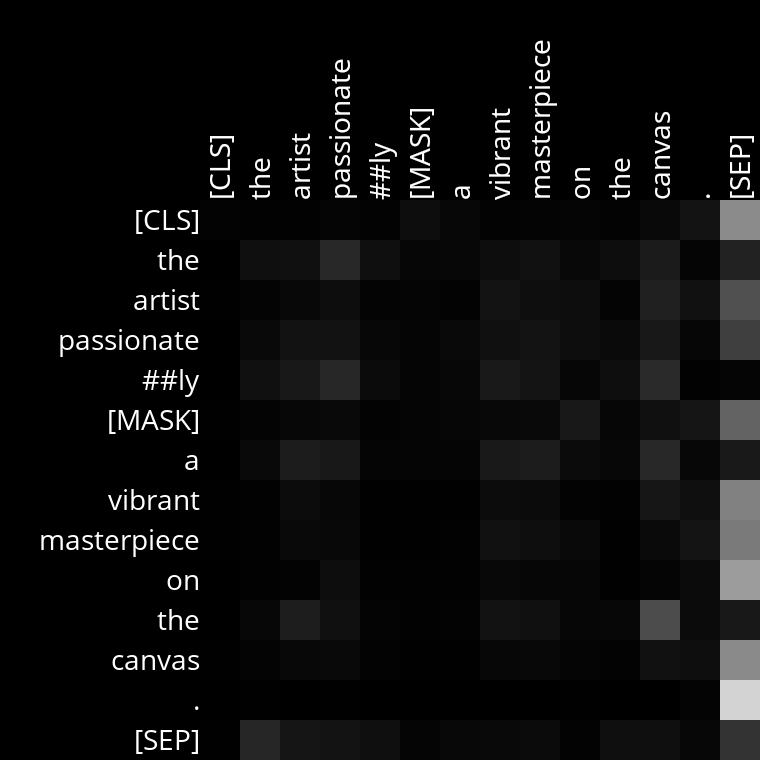 [CLS] the artist passionate ##ly [MASK] a vibrant masterpiece on the canvas . [SEP]
[CLS]
the
artist
passionate
##ly
[MASK]
a
vibrant
masterpiece
on
the
canvas
.
[SEP]